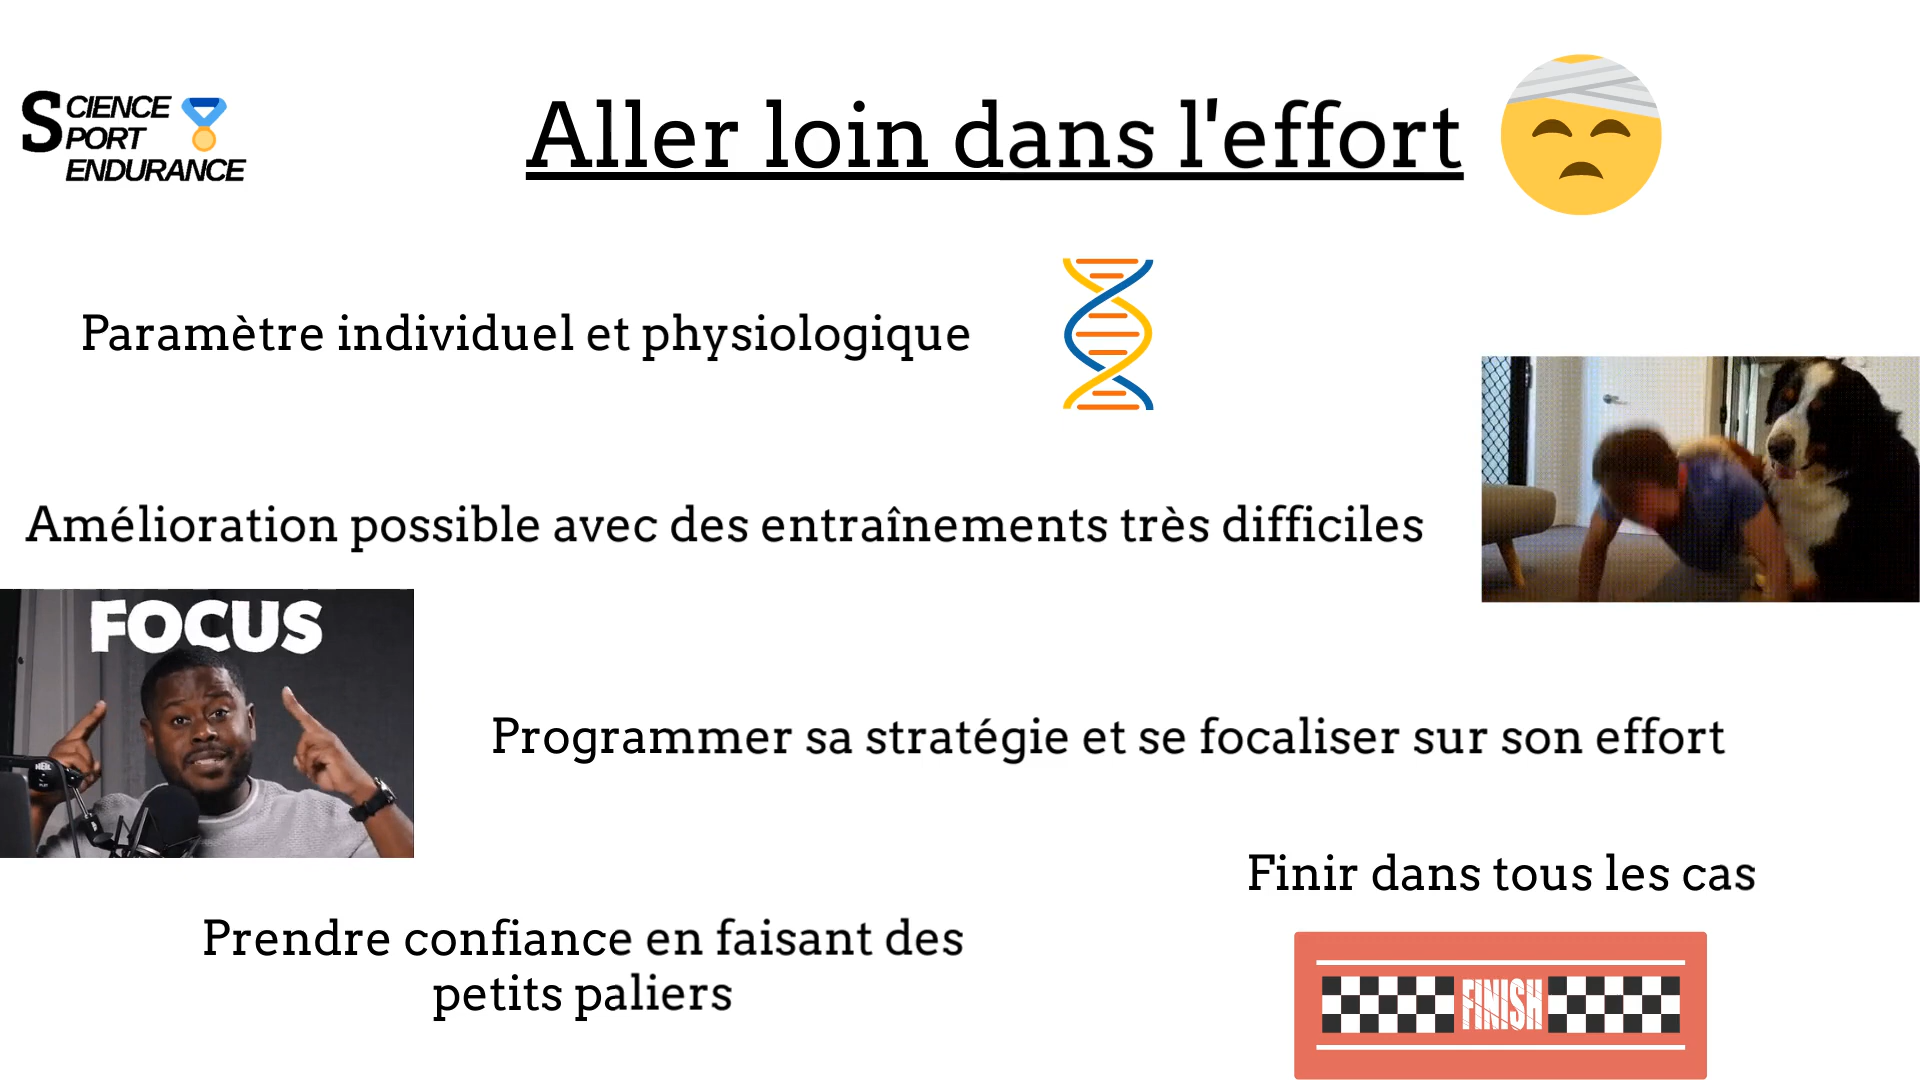 SCIENCE
SPORT
ENDURANCE
Aller loin dans l'effort
Paramètre individuel et physiologique
Amélioration possible avec des entraînements très difficiles
FOCUS
Programmer sa stratégie et se focaliser sur son effort
Finir dans tous les cas
Prendre confiance en faisant des
petits paliers
FINISH